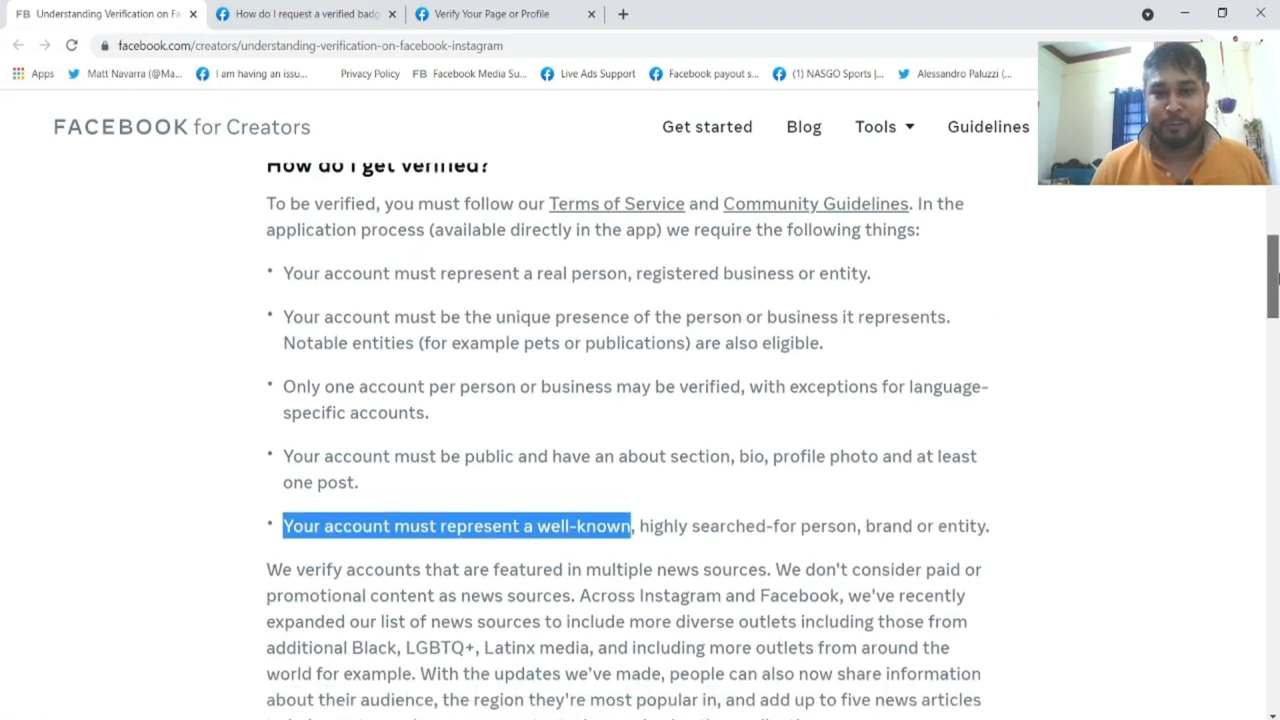 FB Understanding Verification on Fa
How do I request a verified badg
Verify Your Page or Profile
facebook.com/creators/understanding-verification-on-facebook-instagram
Apps
Matt Navarra (@Ma...
I am having an issu...
Privacy Policy
FB Facebook Media Su...
Live Ads Support
Facebook payout s...
(1) NASGO Sports |...
Alessandro Paluzzi (...
FACEBOOK for Creators
Get started
Blog
Tools
Guidelines
How do I get verified?
To be verified, you must follow our Terms of Service and Community Guidelines. In the
application process (available directly in the app) we require the following things:
• Your account must represent a real person, registered business or entity.
• Your account must be the unique presence of the person or business it represents.
Notable entities (for example pets or publications) are also eligible.
• Only one account per person or business may be verified, with exceptions for language-
specific accounts.
• Your account must be public and have an about section, bio, profile photo and at least
one post.
• Your account must represent a well-known, highly searched-for person, brand or entity.
We verify accounts that are featured in multiple news sources. We don't consider paid or
promotional content as news sources. Across Instagram and Facebook, we've recently
expanded our list of news sources to include more diverse outlets including those from
additional Black, LGBTQ+, Latinx media, and including more outlets from around the
world for example. With the updates we’ve made, people can also now share information
about their audience, the region they're most popular in, and add up to five news articles